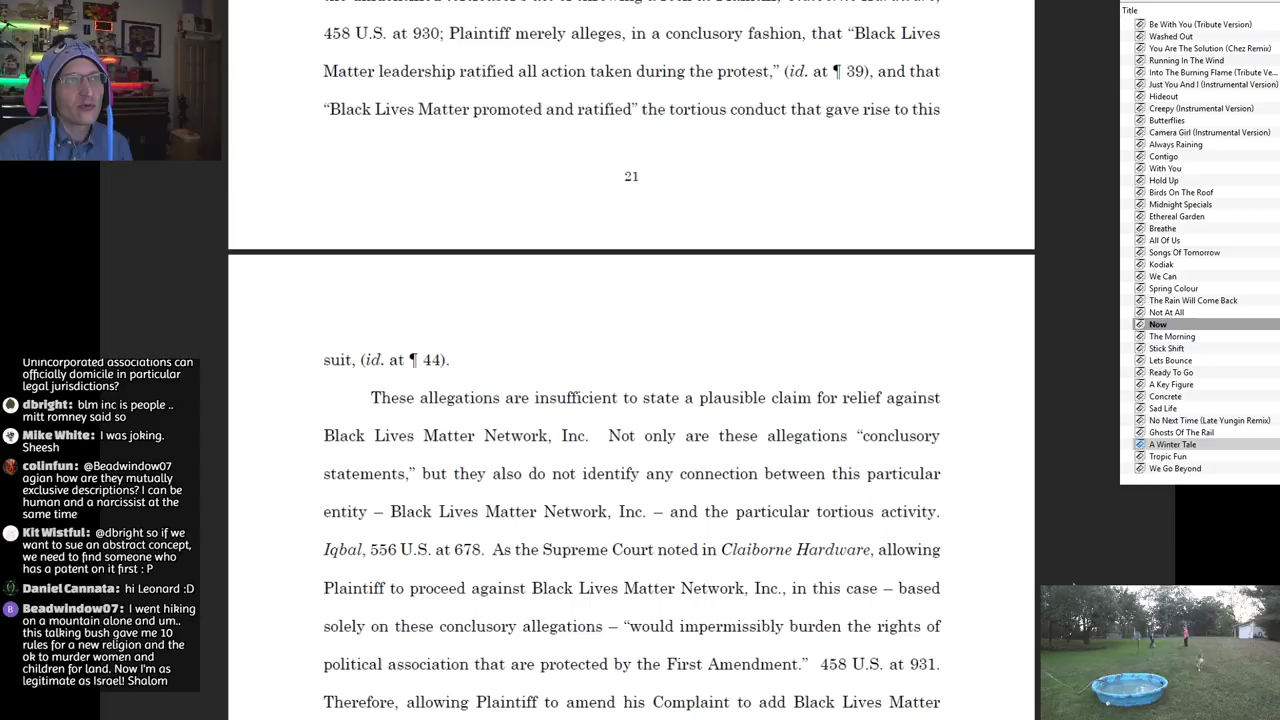 458 U.S. at 930; Plaintiff merely alleges, in a conclusory fashion, that “Black Lives
Matter leadership ratified all action taken during the protest,” (id. at ¶ 39), and that
“Black Lives Matter promoted and ratified” the tortious conduct that gave rise to this
21
suit, (id. at ¶ 44).
These allegations are insufficient to state a plausible claim for relief against
Black Lives Matter Network, Inc. Not only are these allegations “conclusory
statements,” but they also do not identify any connection between this particular
entity – Black Lives Matter Network, Inc. – and the particular tortious activity.
Iqbal, 556 U.S. at 678. As the Supreme Court noted in Claiborne Hardware, allowing
Plaintiff to proceed against Black Lives Matter Network, Inc., in this case – based
solely on these conclusory allegations – “would impermissibly burden the rights of
political association that are protected by the First Amendment.” 458 U.S. at 931.
Therefore, allowing Plaintiff to amend his Complaint to add Black Lives Matter
Unincorporated associations can
officially domicile in particular
legal jurisdictions?
dbright: blm inc is people ..
mitt romney said so
Mike White: I was joking.
Sheesh
colinfun: @Beadwindow07
agian how are they mutually
exclusive descriptions? I can be
human and a narcissist at the
same time
Kit Wistful: @dbright so if we
want to sue an abstract concept,
we need to find someone who
has a patent on it first : P
Daniel Cannata: hi Leonard :D
B
Beadwindow07: I went hiking
on a mountain alone and um..
this talking bush gave me 10
rules for a new religion and the
ok to murder women and
children for land. Now I'm as
legitimate as Israel! Shalom
Title
Be With You (Tribute Version)
Washed Out
You Are The Solution (Chez Remix)
Running In The Wind
Into The Burning Flame (Tribute Ve...
Just You And I (Instrumental Version)
Hideout
Creepy (Instrumental Version)
Butterflies
Camera Girl (Instrumental Version)
Always Raining
Contigo
With You
Hold Up
Birds On The Roof
Midnight Specials
Ethereal Garden
Breathe
All Of Us
Songs Of Tomorrow
Kodiak
We Can
Spring Colour
The Rain Will Come Back
Not At All
Now
The Morning
Stick Shift
Lets Bounce
Ready To Go
A Key Figure
Concrete
Sad Life
No Next Time (Late Yungin Remix)
Ghosts Of The Rail
A Winter Tale
Tropic Fun
We Go Beyond